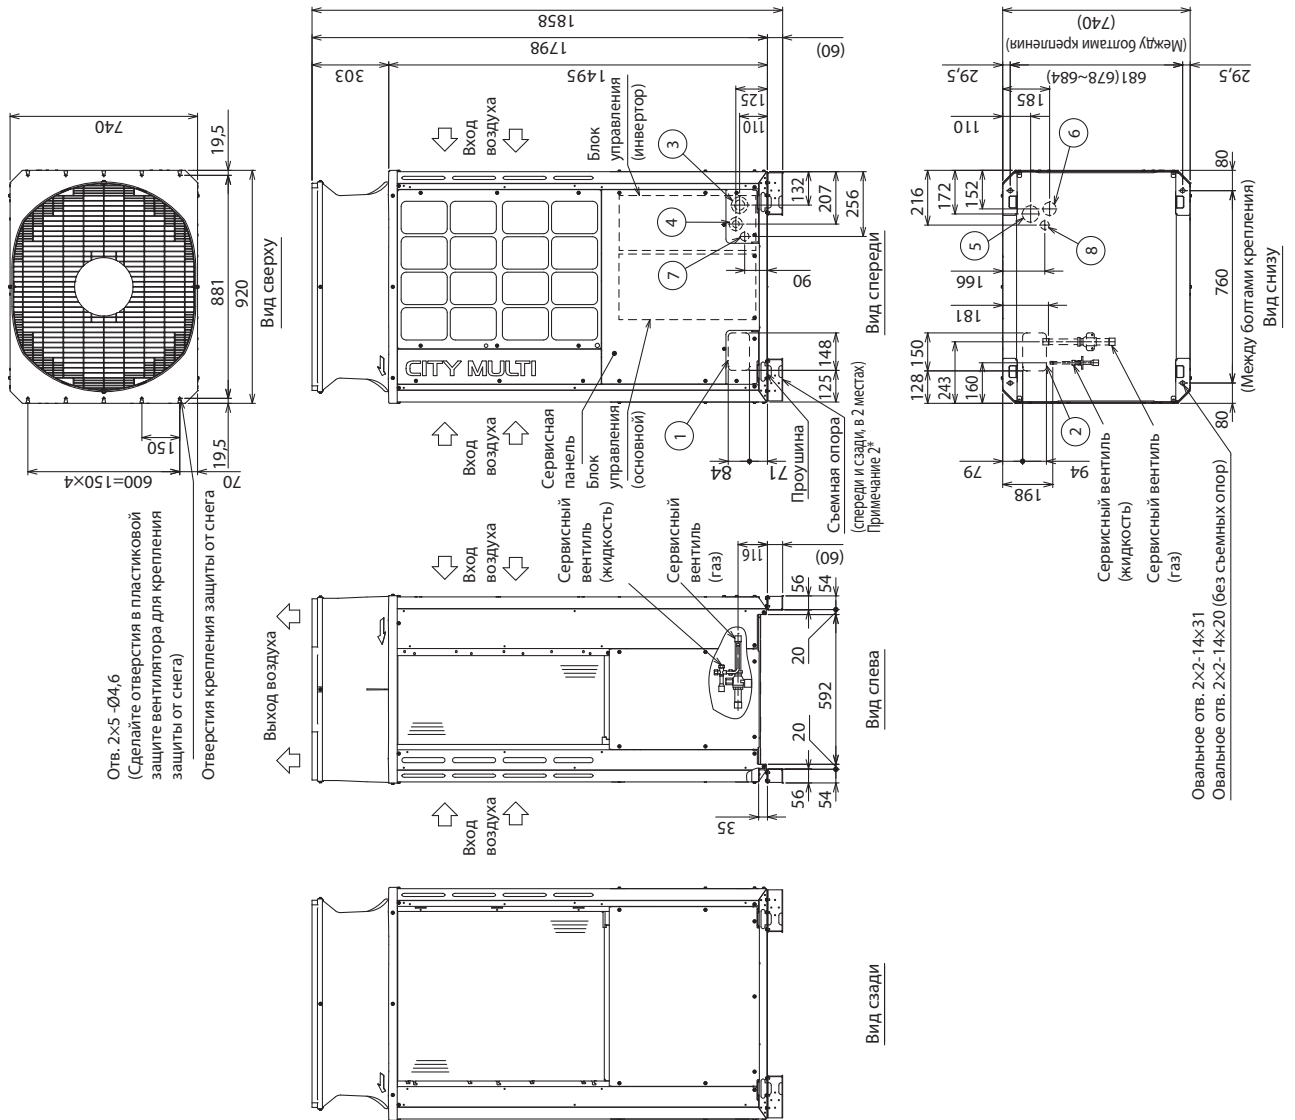 Вид сверху
740
19,5
881
920
150
19,5
70
600=150×4
Отв. 2×5 -Ø4,6
(Сделайте отверстия в пластиковой
защите вентилятора для крепления
защиты от снега)
Отверстия крепления защиты от снега
Вид спереди
1858
1798
(60)
303
1495
125
110
Вход
воздуха
Блок
управления
(инвертор)
3
4
7
132
207
256
90
CITY MULTI
148
125
84
71
1
Вход
воздуха
Сервисная
панель
Блок
управления
(основной)
Проушина
Съемная опора
(спереди и сзади, в 2 местах)
Примечание 2*
Вид слева
Выход воздуха
Вход
воздуха
Вход
воздуха
Сервисный
вентиль
(жидкость)
Сервисный
вентиль
(газ)
116
(60)
56
54
20
592
20
56
54
35
Вид сзади
Вид снизу
(740)
(Между болтами крепления)
681(678~684)
29,5
29,5
185
110
6
5
8
80
216
172
152
166
181
760
(Между болтами крепления)
150
128
243
160
80
2
79
94
198
Сервисный вентиль
(жидкость)
Сервисный вентиль
(газ)
Овальное отв. 2×2-14×31
Овальное отв. 2×2-14×20 (без съемных опор)